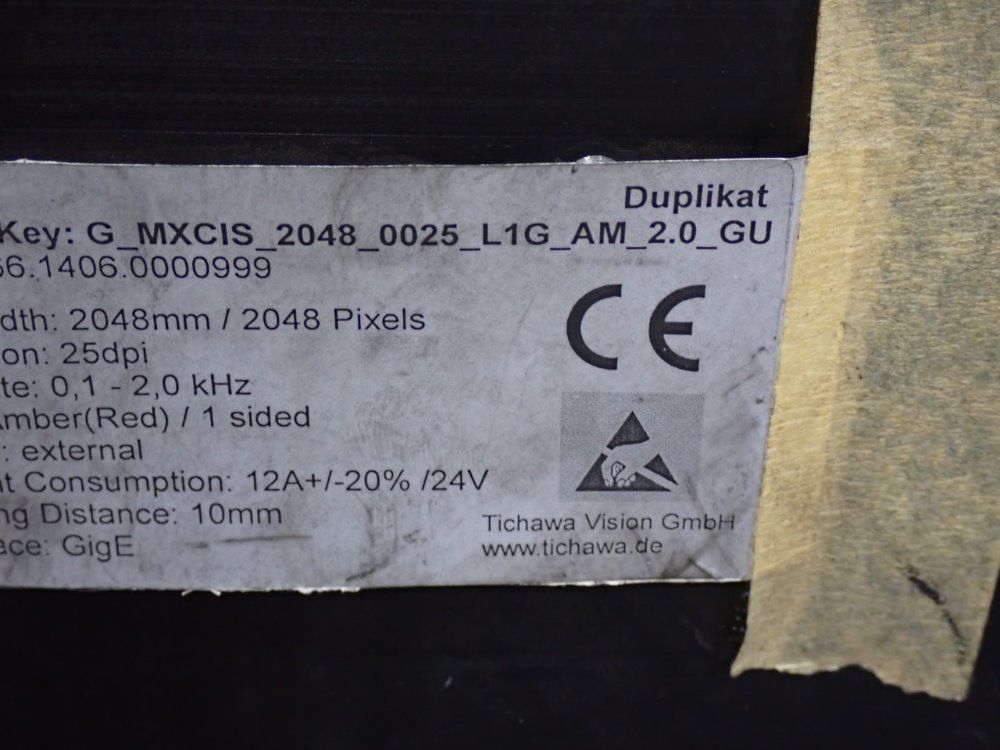 Duplikat
Key: G_MXCIS_2048_0025_L1G_AM_2.0_GU
66.1406.0000999
dth: 2048mm / 2048 Pixels
on: 25dpi
te: 0,1 - 2,0 kHz
Amber(Red) / 1 sided
: external
t Consumption: 12A+/-20% /24V
ng Distance: 10mm
ace: GigE
CE
Tichawa Vision GmbH
www.tichawa.de